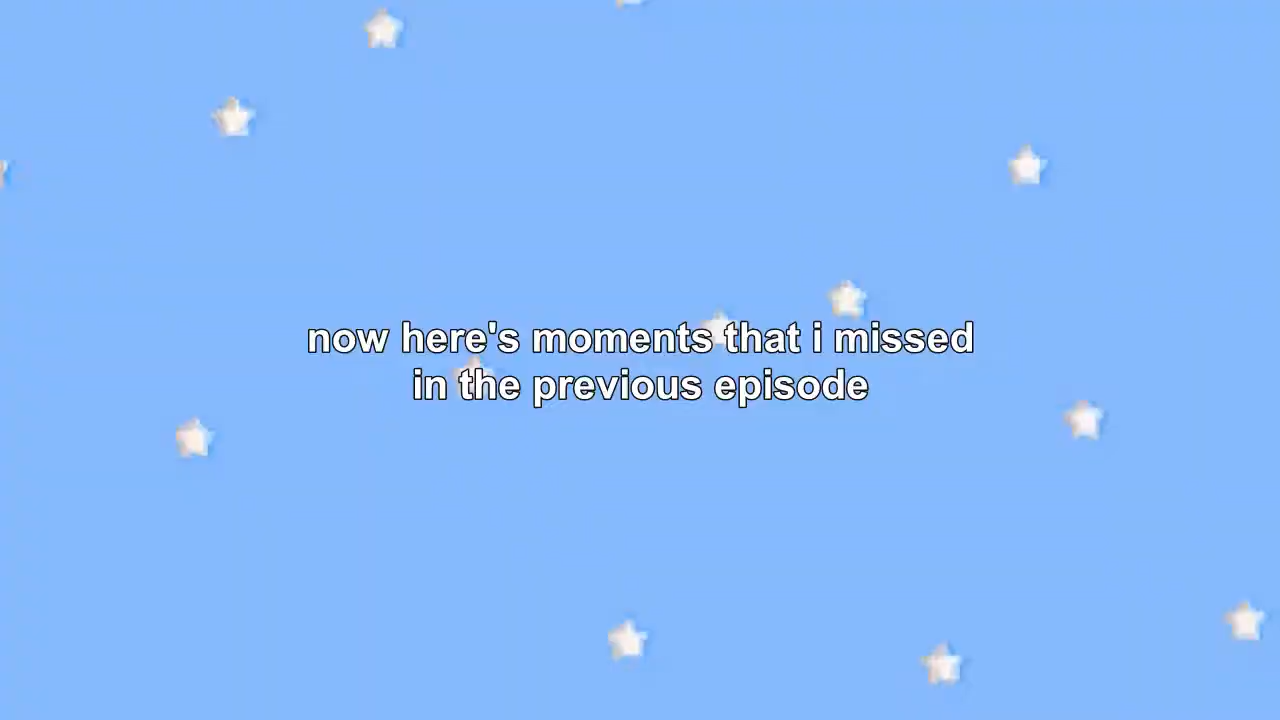 now here's moments that i missed
in the previous episode